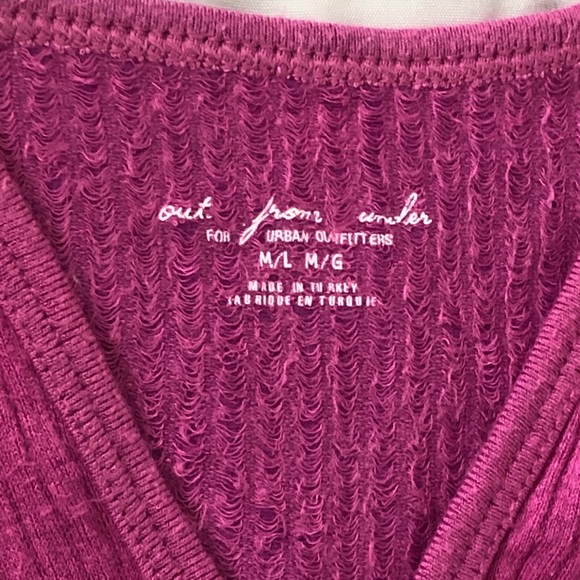 out from under
FOR URBAN OUTFITTERS
M/L M/G
MADE IN TURKEY
FABRIQUE EN TURQUIE